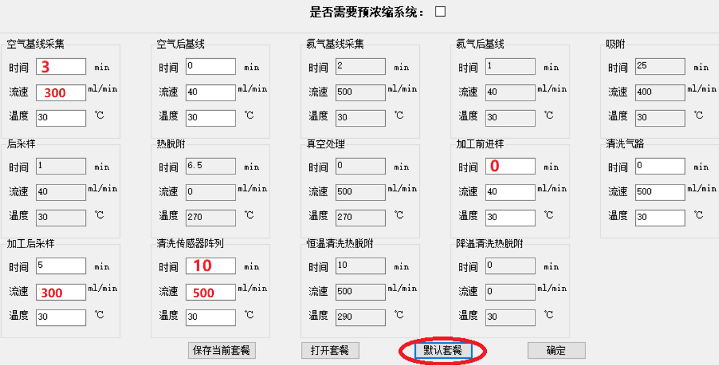 是否需要预浓缩系统：
空气基线采集 空气后基线 氦气基线采集 氦气后基线 吸附
时间 3 min 时间 0 min 时间 2 min 时间 1 min 时间 25 min
流速 300 ml/min 流速 40 ml/min 流速 500 ml/min 流速 40 ml/min 流速 400 ml/min
温度 30 ℃ 温度 30 ℃ 温度 30 ℃ 温度 30 ℃ 温度 30 ℃
后采样 热脱附 真空处理 加工前进样 清洗气路
时间 1 min 时间 6.5 min 时间 0 min 时间 0 min 时间 0 min
流速 40 ml/min 流速 0 ml/min 流速 500 ml/min 流速 40 ml/min 流速 500 ml/min
温度 30 ℃ 温度 270 ℃ 温度 270 ℃ 温度 30 ℃ 温度 30 ℃
加工后采样 清洗传感器阵列 恒温清洗热脱附 降温清洗热脱附
时间 5 min 时间 10 min 时间 10 min 时间 0 min
流速 300 ml/min 流速 500 ml/min 流速 500 ml/min 流速 0 ml/min
温度 30 ℃ 温度 30 ℃ 温度 290 ℃ 温度 30 ℃
保存当前套餐 打开套餐 默认套餐 确定